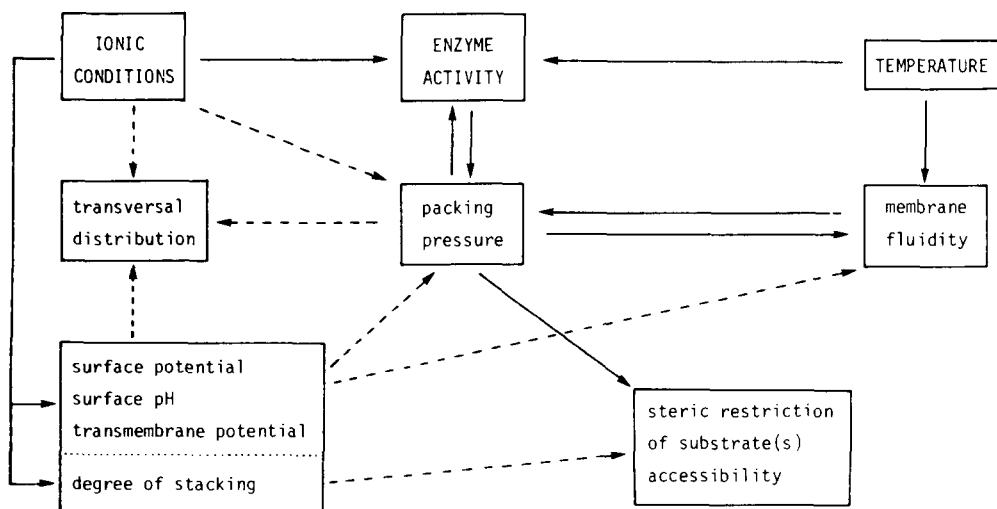 IONIC
CONDITIONS
ENZYME
ACTIVITY
TEMPERATURE
transversal
distribution
packing
pressure
membrane
fluidity
surface potential
surface pH
transmembrane potential
degree of stacking
steric restriction
of substrate(s)
accessibility